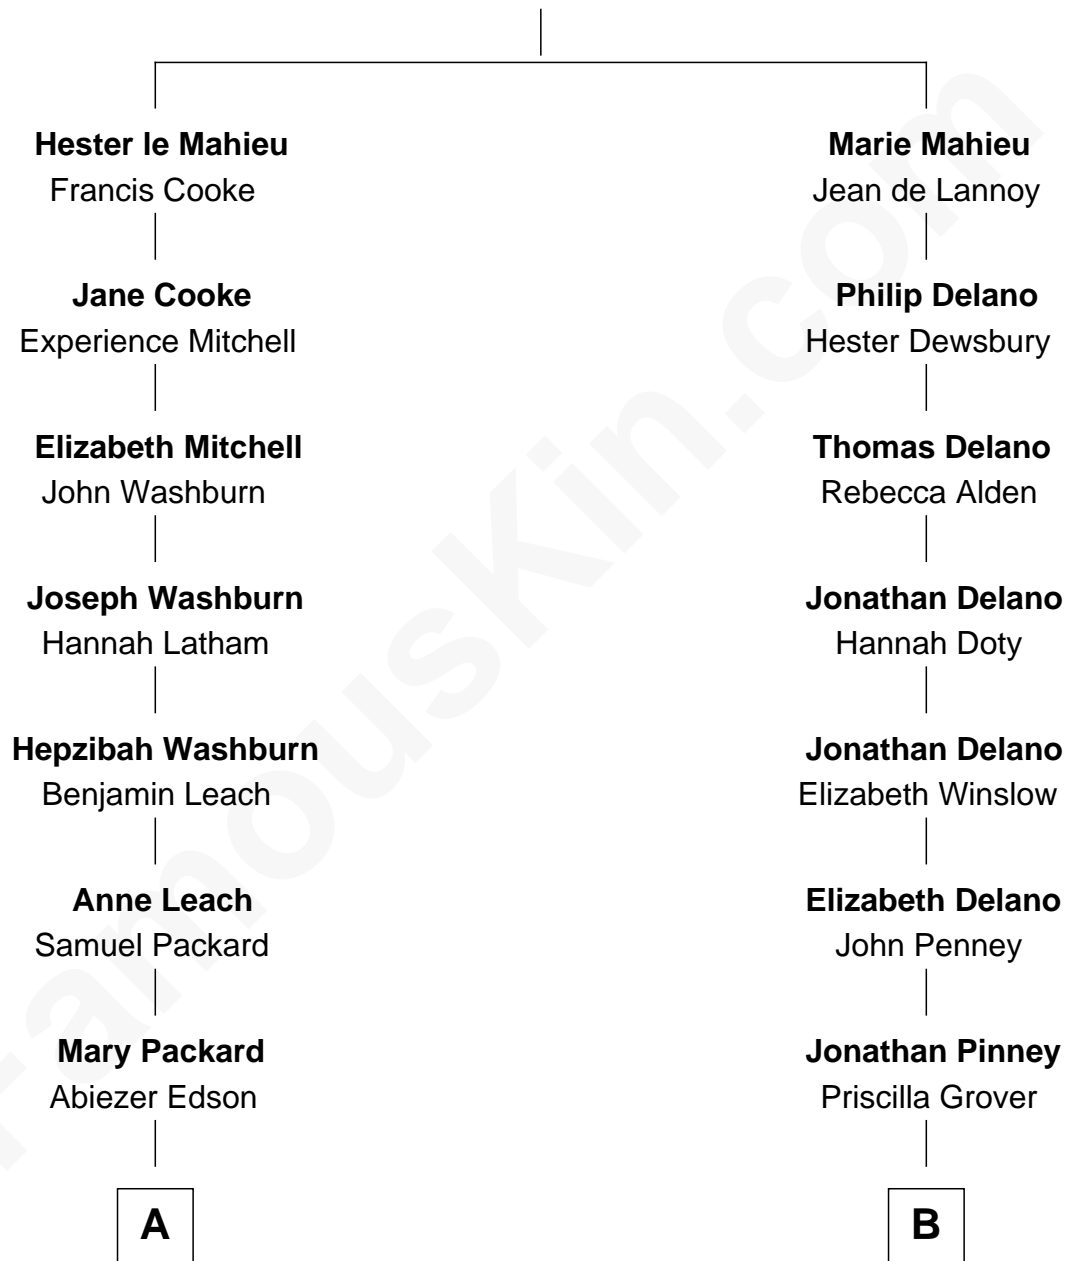 Hester le Mahieu
Francis Cooke
Marie Mahieu
Jean de Lannoy
Jane Cooke
Experience Mitchell
Philip Delano
Hester Dewsbury
Elizabeth Mitchell
John Washburn
Thomas Delano
Rebecca Alden
Joseph Washburn
Hannah Latham
Jonathan Delano
Hannah Doty
Hepzibah Washburn
Benjamin Leach
Jonathan Delano
Elizabeth Winslow
Anne Leach
Samuel Packard
Elizabeth Delano
John Penney
Mary Packard
Abiezer Edson
Jonathan Pinney
Priscilla Grover
A
B
FamousKin.com